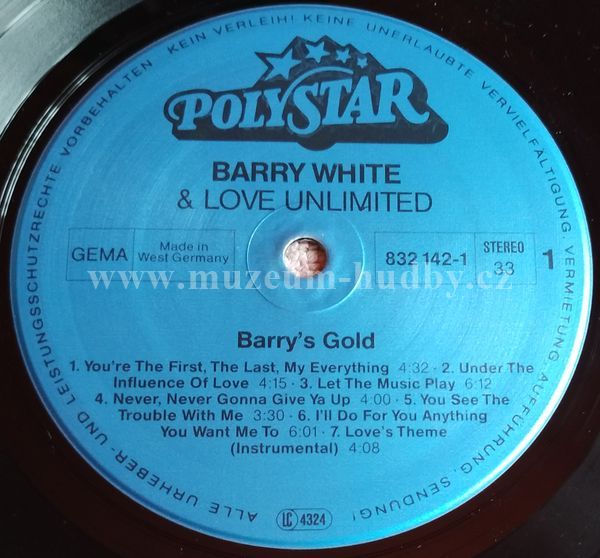 ALLE URHEBER- UND LEISTUNGSSCHUTZRECHTE VORBEHALTEN KEIN VERLEIH! KEINE UNERLAUBTE VERVIELFÄLTIGUNG, VERMIETUNG, AUFFÜHRUNG, SENDUNG!
POLYSTAR
BARRY WHITE
& LOVE UNLIMITED
GEMA
Made in
West Germany
832 142-1
STEREO
33
1
www.muzeum-hudby.cz
Barry's Gold
1. You're The First, The Last, My Everything 4:32 · 2. Under The
Influence Of Love 4:15 · 3. Let The Music Play 6:12
4. Never, Never Gonna Give Ya Up 4:00 · 5. You See The
Trouble With Me 3:30 · 6. I'll Do For You Anything
You Want Me To 6:01 · 7. Love's Theme
(Instrumental) 4:08
LC 4324